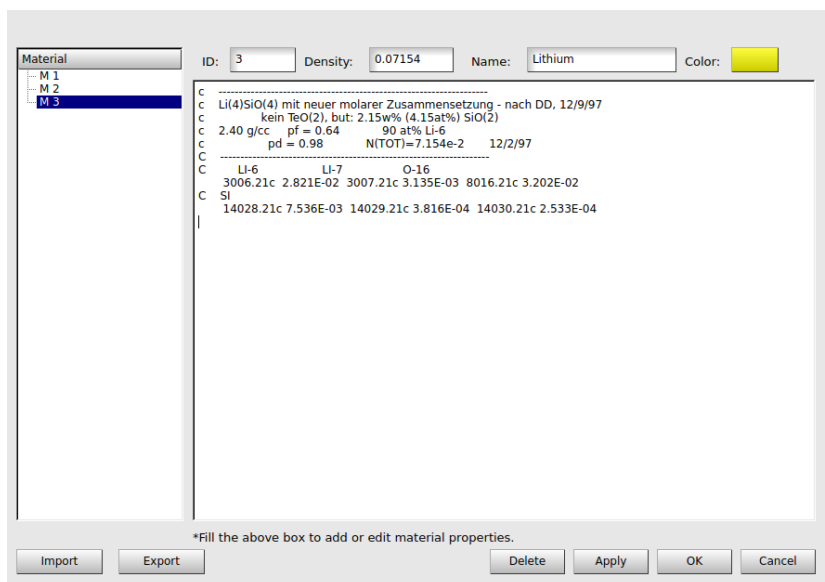 Material
M 1
M 2
M 3
ID: 3 Density: 0.07154 Name: Lithium Color:
c ------------------------------------------------------------------
c Li(4)SiO(4) mit neuer molarer Zusammensetzung - nach DD, 12/9/97
c kein TeO(2), but: 2.15w% (4.15at%) SiO(2)
c 2.40 g/cc pf = 0.64 90 at% Li-6
c pd = 0.98 N(TOT)=7.154e-2 12/2/97
C ------------------------------------------------------------------
C LI-6 LI-7 O-16
3006.21c 2.821E-02 3007.21c 3.135E-03 8016.21c 3.202E-02
C SI
14028.21c 7.536E-03 14029.21c 3.816E-04 14030.21c 2.533E-04
*Fill the above box to add or edit material properties.
Import Export Delete Apply OK Cancel